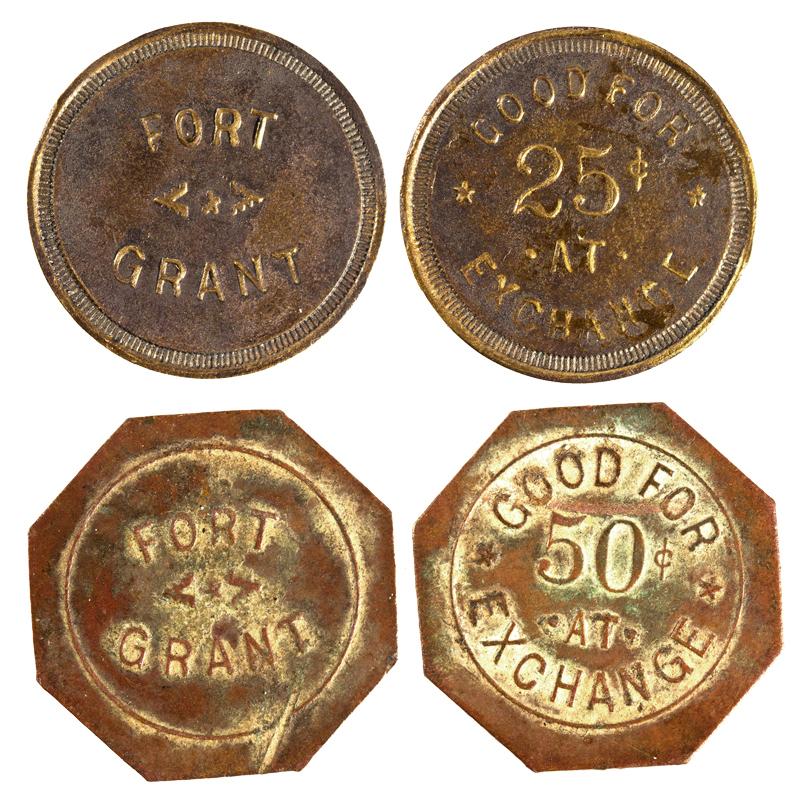 FORT
GRANT
GOOD FOR
25¢
AT
EXCHANGE
FORT
GRANT
GOOD FOR
50¢
AT
EXCHANGE